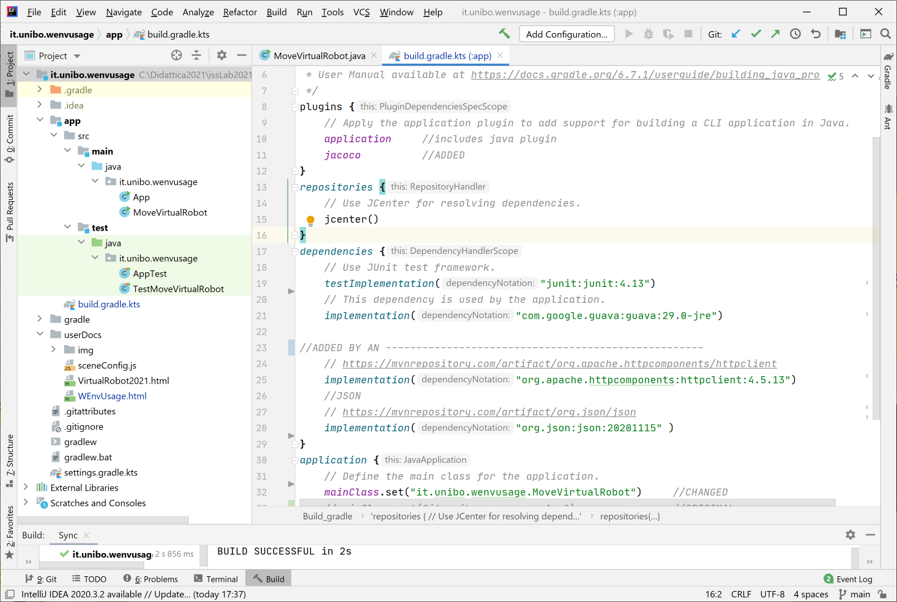 File Edit View Navigate Code Analyze Refactor Build Run Tools VCS Window Help it.unibo.wenvusage - build.gradle.kts (:app)
it.unibo.wenvusage app build.gradle.kts Add Configuration... Git:
Project MoveVirtualRobot.java build.gradle.kts (:app)
1: Project
0: Commit
Pull Requests
7: Structure
2: Favorites
it.unibo.wenvusage C:\Didattica2021\issLab2021
.gradle
.idea
app
src
main
java
it.unibo.wenvusage
App
MoveVirtualRobot
test
java
it.unibo.wenvusage
AppTest
TestMoveVirtualRobot
build.gradle.kts
gradle
userDocs
img
sceneConfig.js
VirtualRobot2021.html
WEnvUsage.html
.gitattributes
.gitignore
gradlew
gradlew.bat
settings.gradle.kts
External Libraries
Scratches and Consoles
6 * User Manual available at https://docs.gradle.org/6.7.1/userguide/building_java_pro 5
7 */
8 plugins { this: PluginDependenciesSpecScope
9 // Apply the application plugin to add support for building a CLI application in Java.
10 application //includes java plugin
11 jacoco //ADDED
12 }
13 repositories { this: RepositoryHandler
14 // Use JCenter for resolving dependencies.
15 jcenter()
16 }
17 dependencies { this: DependencyHandlerScope
18 // Use JUnit test framework.
19 testImplementation( dependencyNotation: "junit:junit:4.13")
20 // This dependency is used by the application.
21 implementation( dependencyNotation: "com.google.guava:guava:29.0-jre")
22
23 //ADDED BY AN ----------------------------------------------------
24 // https://mvnrepository.com/artifact/org.apache.httpcomponents/httpclient
25 implementation( dependencyNotation: "org.apache.httpcomponents:httpclient:4.5.13")
26 //JSON
27 // https://mvnrepository.com/artifact/org.json/json
28 implementation( dependencyNotation: "org.json:json:20201115" )
29 }
30 application { this: JavaApplication
31 // Define the main class for the application.
32 mainClass.set("it.unibo.wenvusage.MoveVirtualRobot") //CHANGED
Build_gradle 'repositories { // Use JCenter for resolving depend...' repositories{...}
Gradle
Ant
Build: Sync
it.unibo.wenvusag 2 s 856 ms BUILD SUCCESSFUL in 2s
9: Git TODO 6: Problems Terminal Build 2 Event Log
IntelliJ IDEA 2020.3.2 available // Update... (today 17:37) 16:2 CRLF UTF-8 4 spaces main